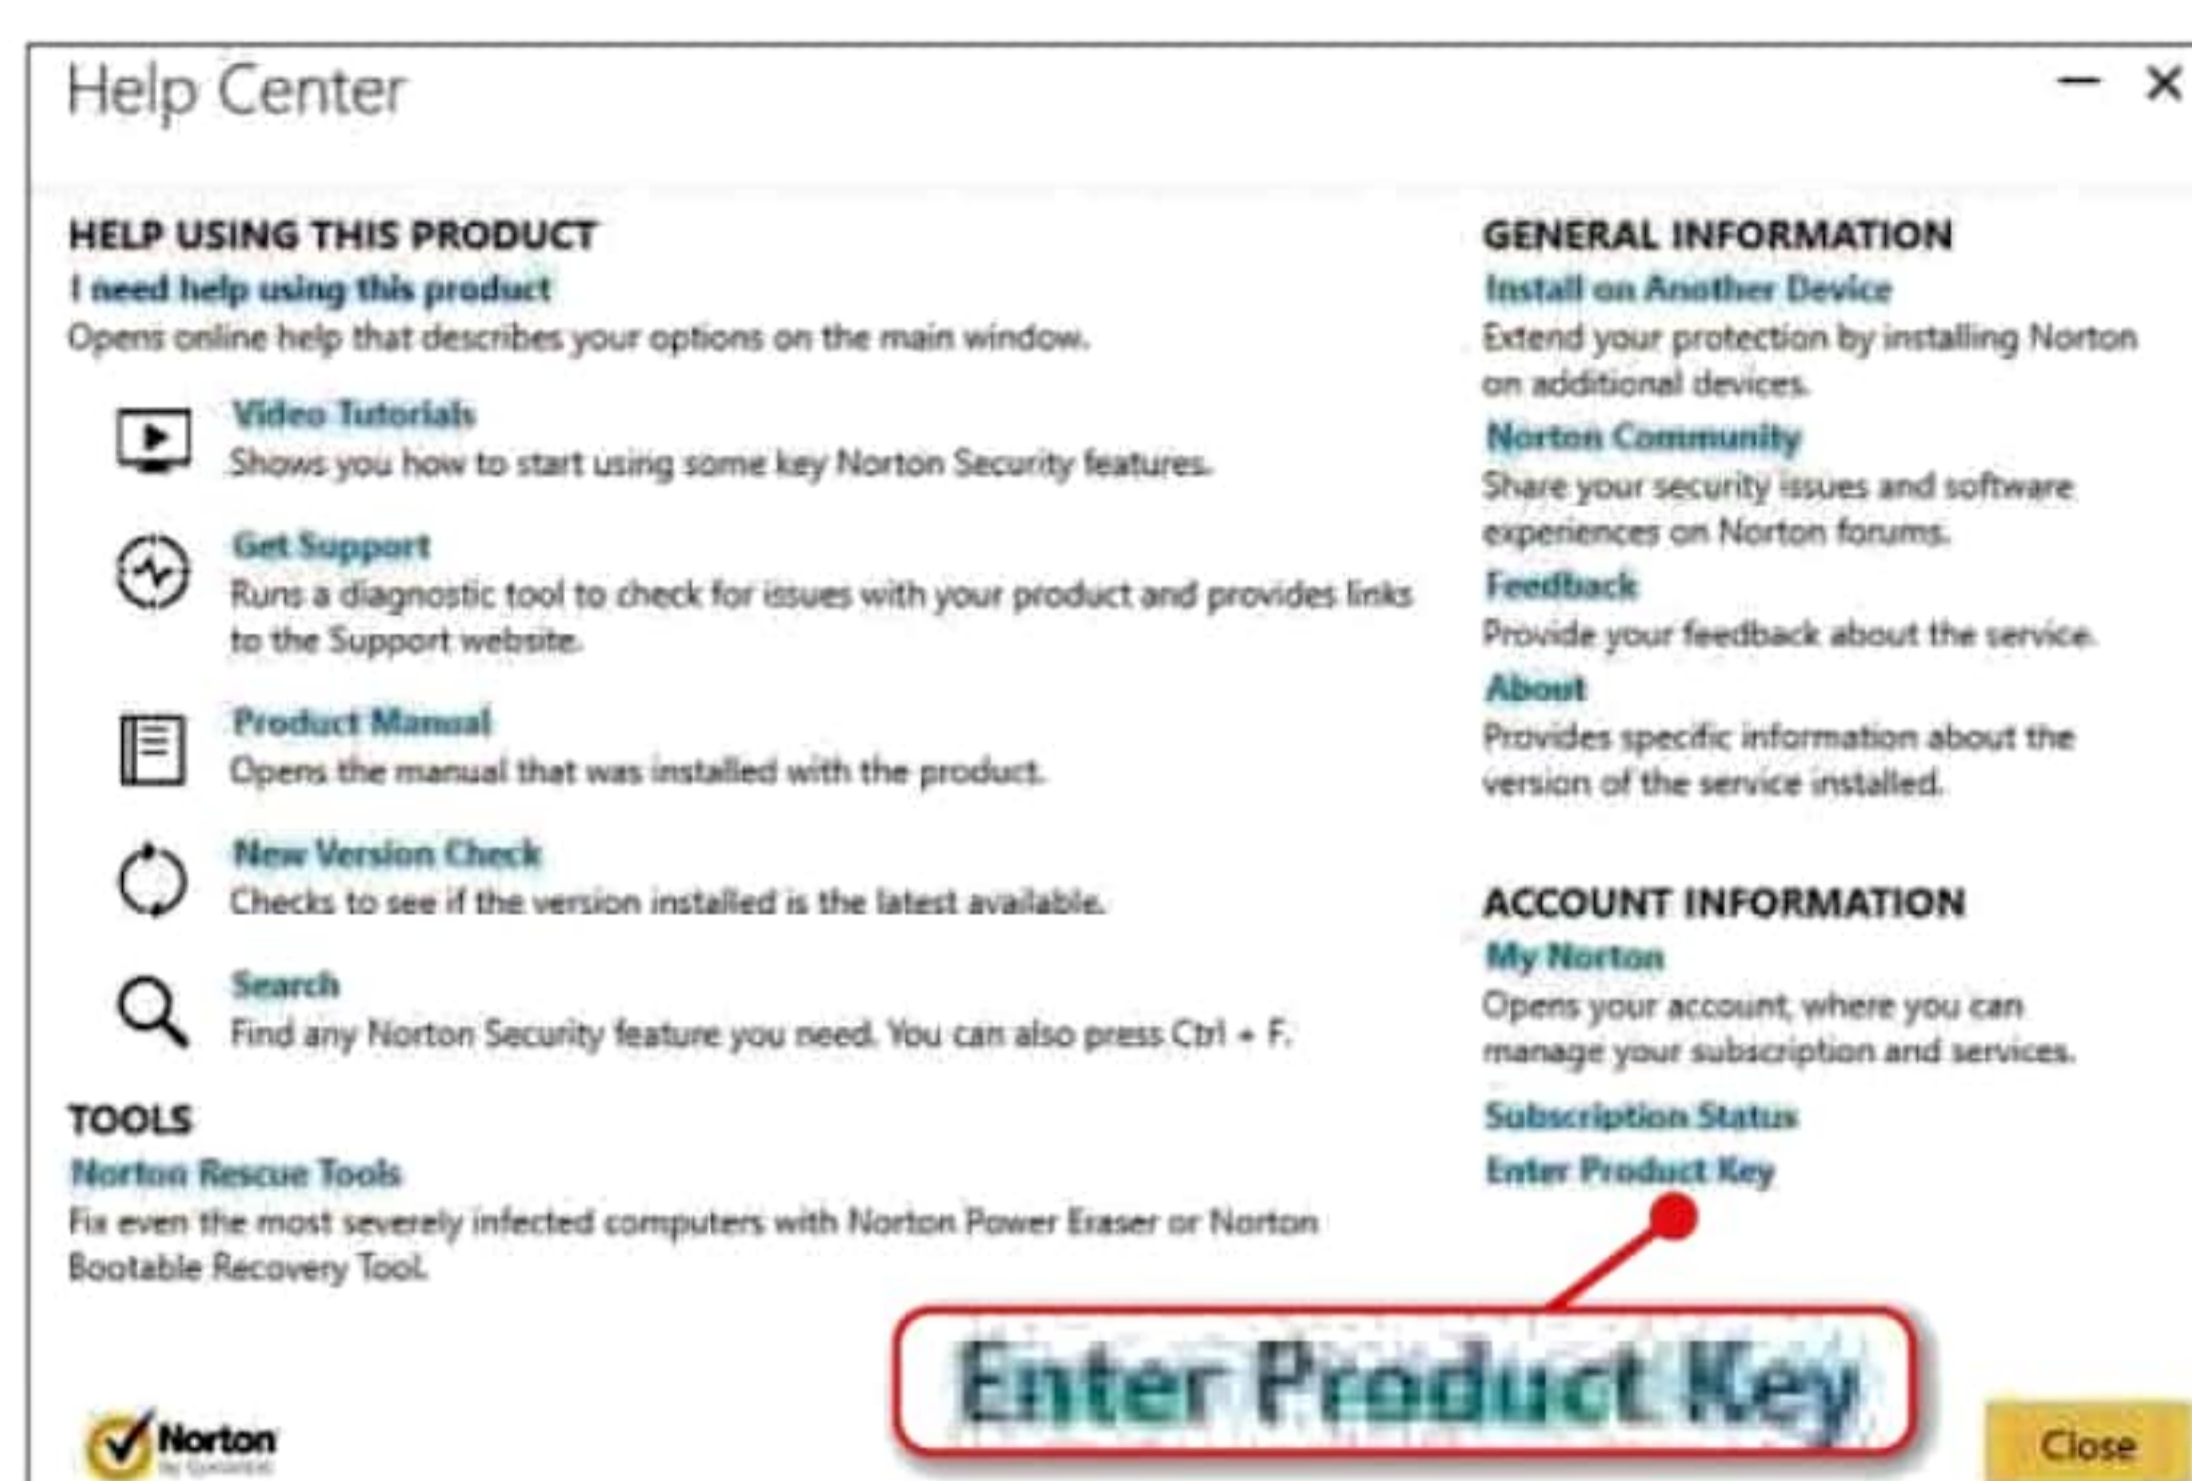 Help Center
HELP USING THIS PRODUCT
I need help using this product
Opens online help that describes your options on the main window.
Video Tutorials
Shows you how to start using some key Norton Security features.
Get Support
Runs a diagnostic tool to check for issues with your product and provides links
to the Support website.
Product Manual
Opens the manual that was installed with the product.
New Version Check
Checks to see if the version installed is the latest available.
Search
Find any Norton Security feature you need. You can also press Ctrl + F.
TOOLS
Norton Rescue Tools
Fix even the most severely infected computers with Norton Power Eraser or Norton
Bootable Recovery Tool.
GENERAL INFORMATION
Install on Another Device
Extend your protection by installing Norton
on additional devices.
Norton Community
Share your security issues and software
experiences on Norton forums.
Feedback
Provide your feedback about the service.
About
Provides specific information about the
version of the service installed.
ACCOUNT INFORMATION
My Norton
Opens your account, where you can
manage your subscription and services.
Subscription Status
Enter Product Key
Enter Product Key
Norton
Close